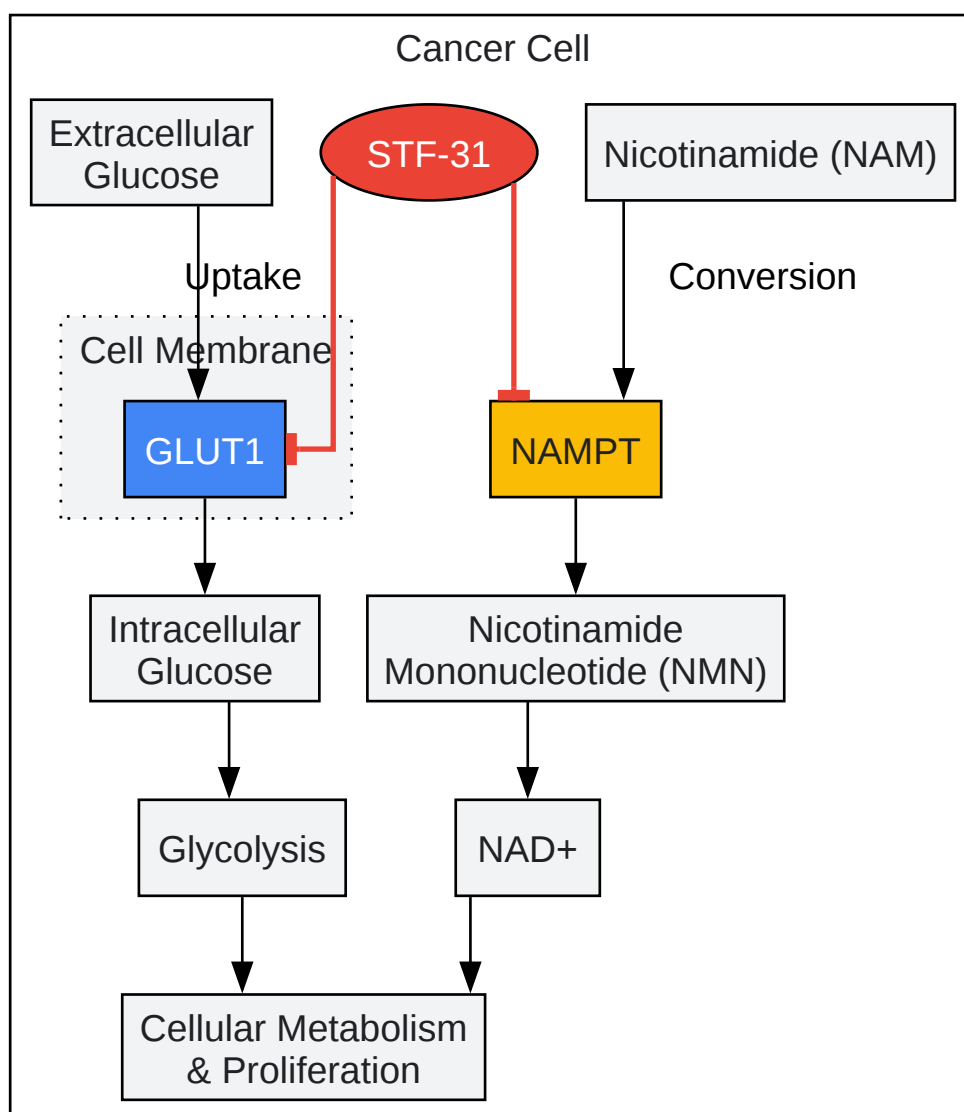 Cancer Cell
Extracellular
Glucose
STF-31
Nicotinamide (NAM)
Uptake
Conversion
Cell Membrane
GLUT1
NAMPT
Intracellular
Glucose
Nicotinamide
Mononucleotide (NMN)
Glycolysis
NAD+
Cellular Metabolism
& Proliferation